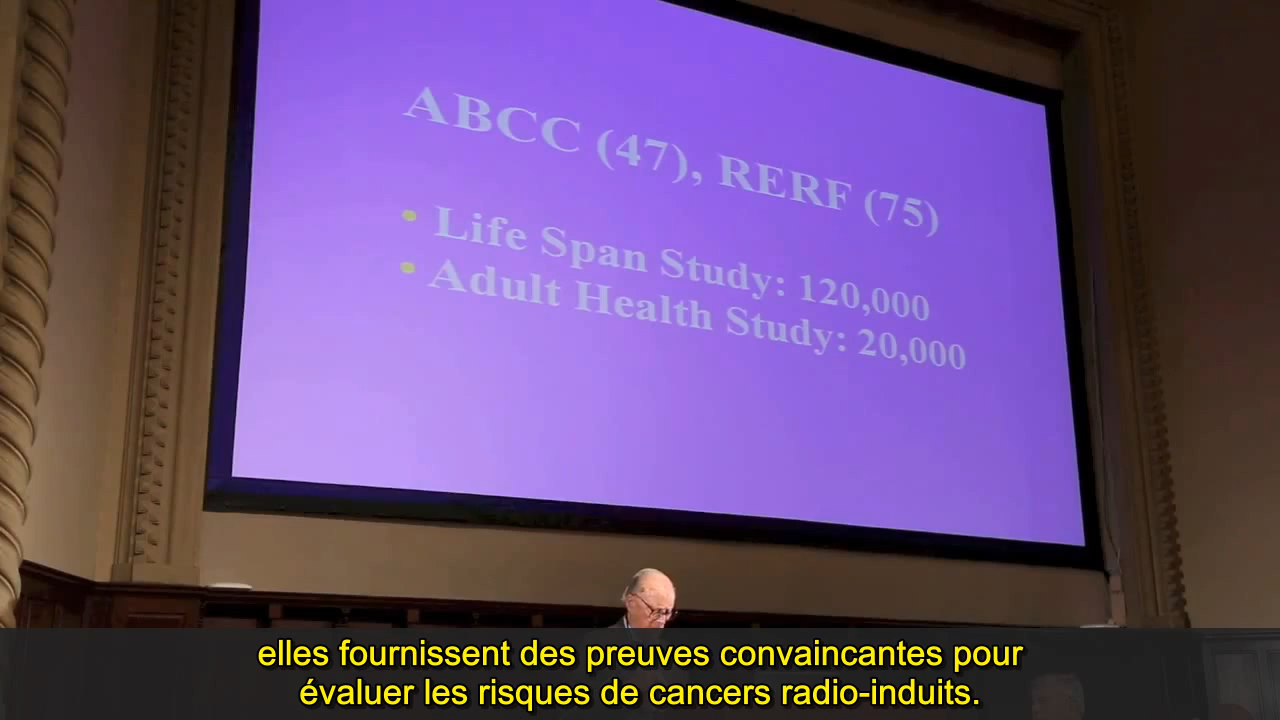 ABCC (47), RERF (75)
• Life Span Study: 120,000
• Adult Health Study: 20,000
elles fournissent des preuves convaincantes pour
évaluer les risques de cancers radio-induits.